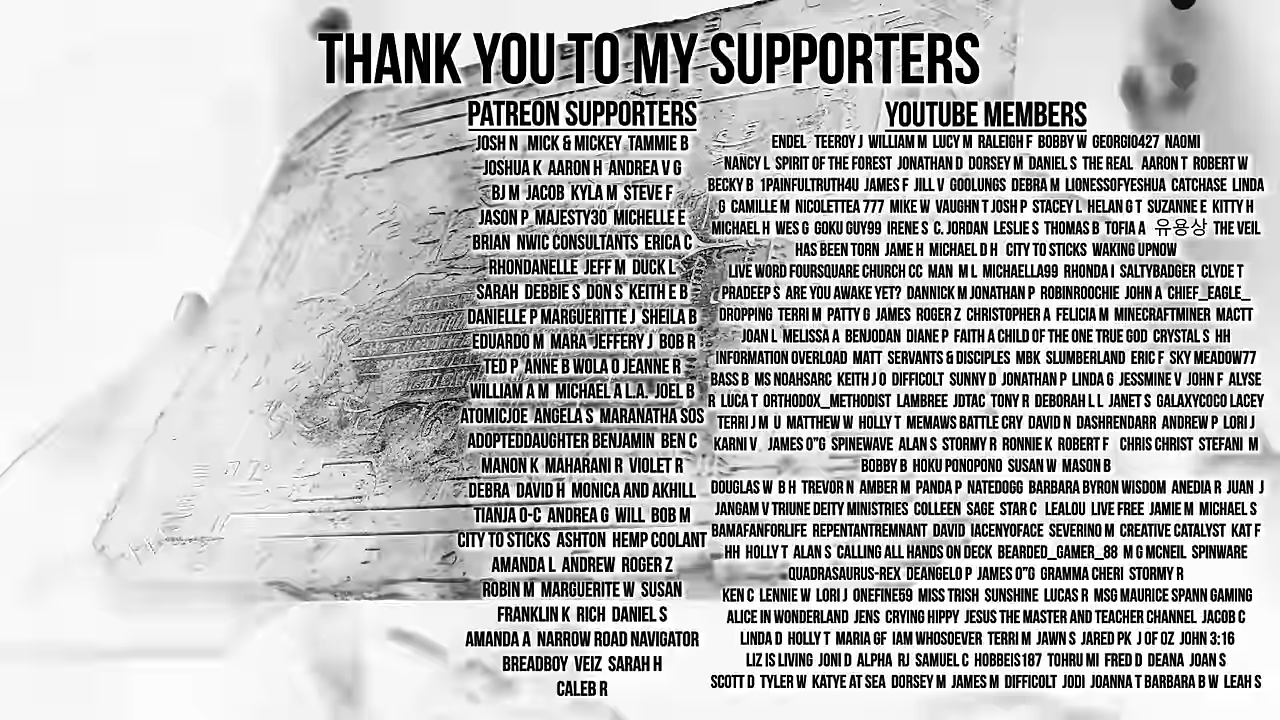 THANK YOU TO MY SUPPORTERS
PATREON SUPPORTERS
JOSH N MICK & MICKEY TAMMIE B
JOSHUA K AARON H ANDREA V G
BJ M JACOB KYLA M STEVE F
JASON P MAJESTY30 MICHELLE E
BRIAN NWIC CONSULTANTS ERICA C
RHONDANELLE JEFF M DUCK L
SARAH DEBBIE S DON S KEITH E B
DANIELLE P MARGUERITTE J SHEILA B
EDUARDO M MARA JEFFERY J BOB R
TED P ANNE B WOLA O JEANNE R
WILLIAM A M MICHAEL A L.A. JOEL B
ATOMICJOE ANGELA S MARANATHA SOS
ADOPTEDDAUGHTER BENJAMIN BEN C
MANON K MAHARANI R VIOLET R
DEBRA DAVID H MONICA AND AKHILL
TIANJA O-C ANDREA G WILL BOB M
CITY TO STICKS ASHTON HEMP COOLANT
AMANDA L ANDREW ROGER Z
ROBIN M MARGUERITE W SUSAN
FRANKLIN K RICH DANIEL S
AMANDA A NARROW ROAD NAVIGATOR
BREADBOY VEIZ SARAH H
CALEB R
YOUTUBE MEMBERS
ENDEL TEEROY J WILLIAM M LUCY M RALEIGH F BOBBY W GEORGIO427 NAOMI
NANCY L SPIRIT OF THE FOREST JONATHAN D DORSEY M DANIEL S THE REAL AARON T ROBERT W
BECKY B 1PAINFULTRUTH4U JAMES F JILL V GOOLUNGS DEBRA M LIONESSOFYESHUA CATCHASE LINDA
G CAMILLE M NICOLETTEA 777 MIKE W VAUGHN T JOSH P STACEY L HELAN G T SUZANNE E KITTY H
MICHAEL H WES G GOKU GUY99 IRENE S C. JORDAN LESLIE S THOMAS B TOFIA A 유용상 THE VEIL
HAS BEEN TORN JAME H MICHAEL D H CITY TO STICKS WAKING UPNOW
LIVE WORD FOURSQUARE CHURCH CC MAN M L MICHAELLA99 RHONDA I SALTYBADGER CLYDE T
PRADEEP S ARE YOU AWAKE YET? DANNICK M JONATHAN P ROBINROOCHIE JOHN A CHIEF_EAGLE_
DROPPING TERRI M PATTY G JAMES ROGER Z CHRISTOPHER A FELICIA M MINECRAFTMINER MACTT
JOAN L MELISSA A BENJODAN DIANE P FAITH A CHILD OF THE ONE TRUE GOD CRYSTAL S HH
INFORMATION OVERLOAD MATT SERVANTS & DISCIPLES MBK SLUMBERLAND ERIC F SKY MEADOW77
BASS B MS NOAHSARC KEITH J O DIFFICOLT SUNNY D JONATHAN P LINDA G JESSMINE V JOHN F ALYSE
R LUCA T ORTHODOX_METHODIST LAMBREE JDTAC TONY R DEBORAH L L JANET S GALAXYCOCO LACEY
TERRI J M U MATTHEW W HOLLY T MEMAWS BATTLE CRY DAVID N DASHRENDARR ANDREW P LORI J
KARNI V JAMES O"G SPINEWAVE ALAN S STORMY R RONNIE K ROBERT F CHRIS CHRIST STEFANI M
BOBBY B HOKU PONOPONO SUSAN W MASON B
DOUGLAS W B H TREVOR N AMBER M PANDA P NATEDOGG BARBARA BYRON WISDOM ANEDIA R JUAN J
JANGAM V TRIUNE DEITY MINISTRIES COLLEEN SAGE STAR C LEALOU LIVE FREE JAMIE M MICHAEL S
BAMAFANFORLIFE REPENTANTREMNANT DAVID IACENYOFACE SEVERINO M CREATIVE CATALYST KAT F
HH HOLLY T ALAN S CALLING ALL HANDS ON DECK BEARDED_GAMER_88 M G MCNEIL SPINWARE
QUADRASAURUS-REX DEANGELO P JAMES O"G GRAMMA CHERI STORMY R
KEN C LENNIE W LORI J ONEFINE59 MISS TRISH SUNSHINE LUCAS R MSG MAURICE SPANN GAMING
ALICE IN WONDERLAND JENS CRYING HIPPY JESUS THE MASTER AND TEACHER CHANNEL JACOB C
LINDA D HOLLY T MARIA GF IAM WHOSOEVER TERRI M JAWN S JARED PK J OF OZ JOHN 3:16
LIZ IS LIVING JONI D ALPHA RJ SAMUEL C HOBBEIS187 TOHRU MI FRED D DEANA JOAN S
SCOTT D TYLER W KATYE AT SEA DORSEY M JAMES M DIFFICOLT JODI JOANNA T BARBARA B W LEAH S